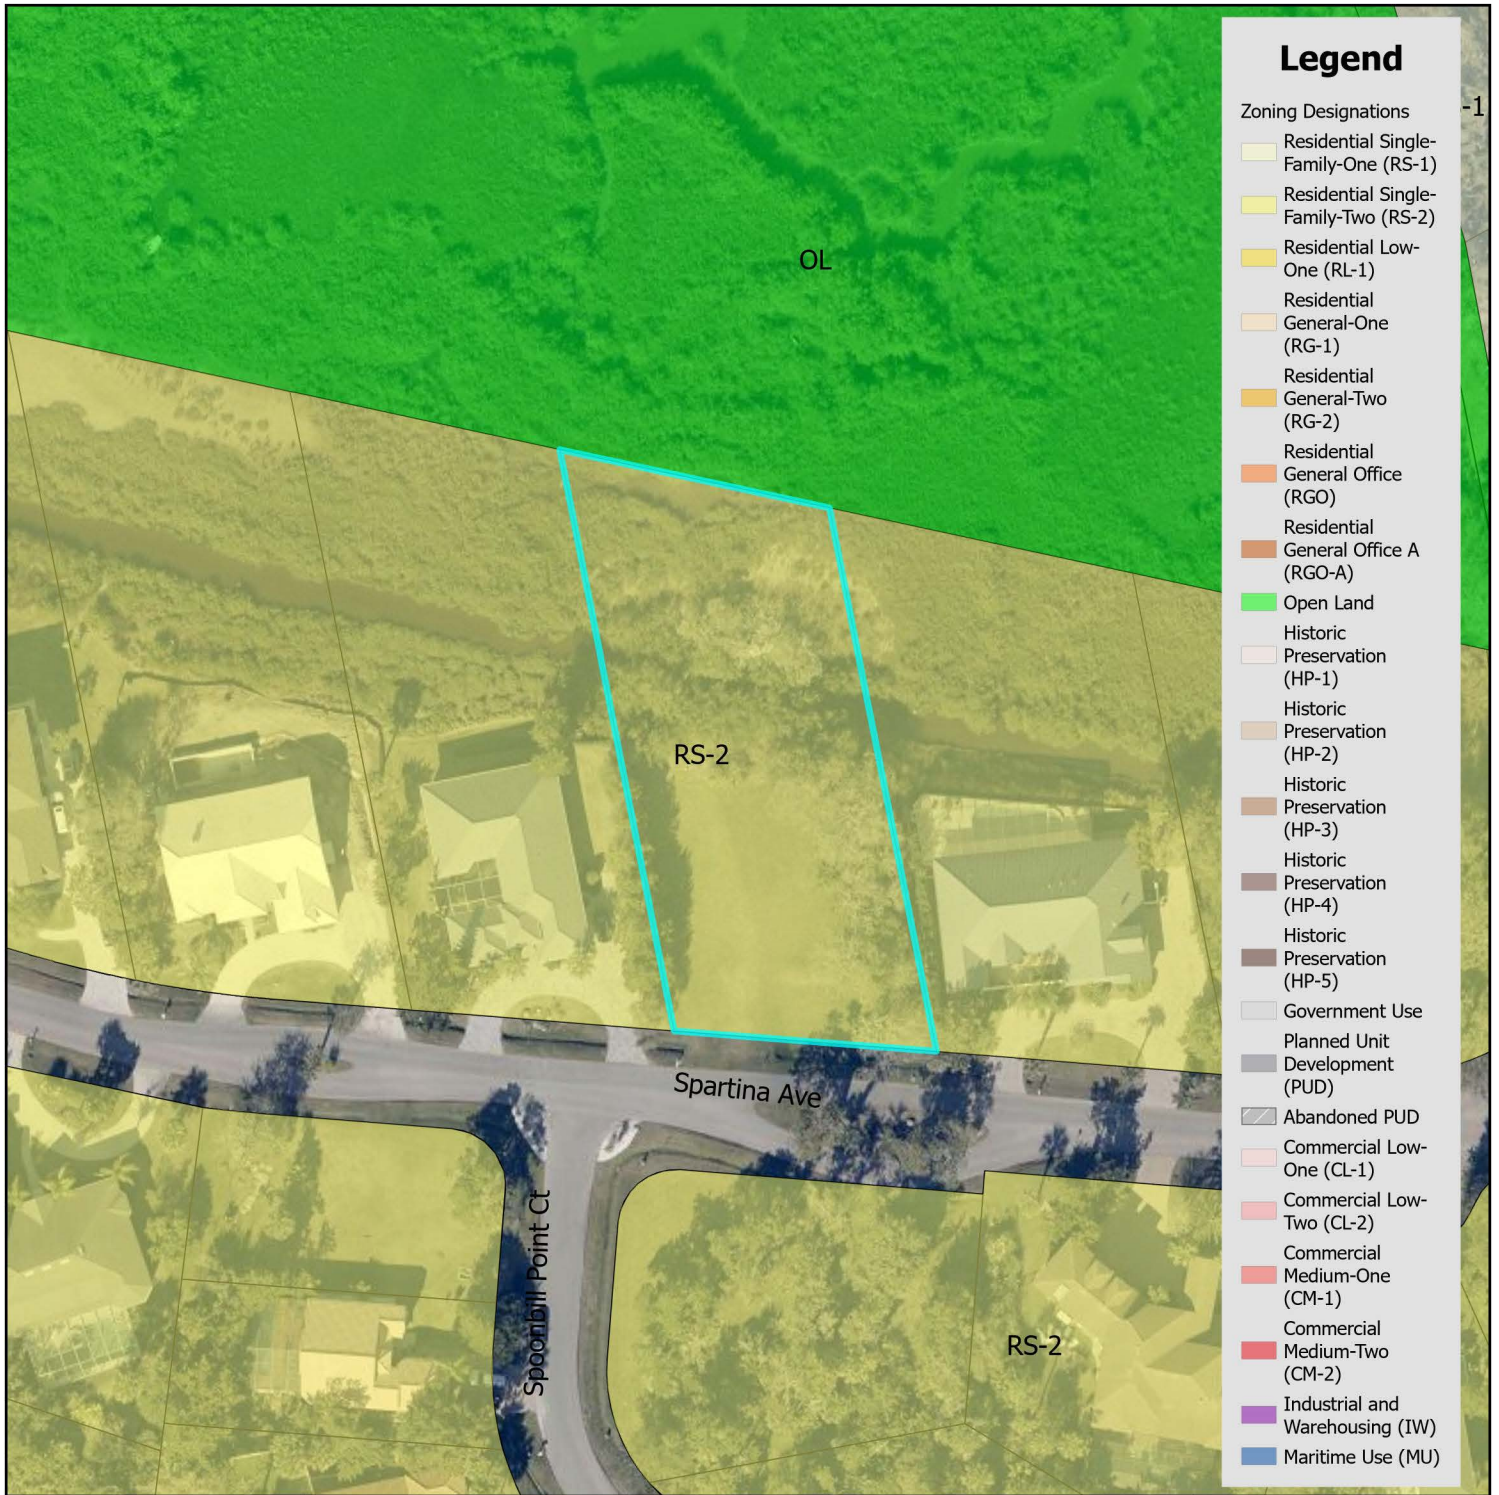 Legend
Zoning Designations
Residential Single-
Family-One (RS-1)
Residential Single-
Family-Two (RS-2)
Residential Low-
One (RL-1)
Residential
General-One
(RG-1)
Residential
General-Two
(RG-2)
Residential
General Office
(RGO)
Residential
General Office A
(RGO-A)
Open Land
Historic
Preservation
(HP-1)
Historic
Preservation
(HP-2)
Historic
Preservation
(HP-3)
Historic
Preservation
(HP-4)
Historic
Preservation
(HP-5)
Government Use
Planned Unit
Development
(PUD)
Abandoned PUD
Commercial Low-
One (CL-1)
Commercial Low-
Two (CL-2)
Commercial
Medium-One
(CM-1)
Commercial
Medium-Two
(CM-2)
Industrial and
Warehousing (IW)
Maritime Use (MU)
-1
OL
RS-2
Spartina Ave
Spoonbill Point Ct
RS-2